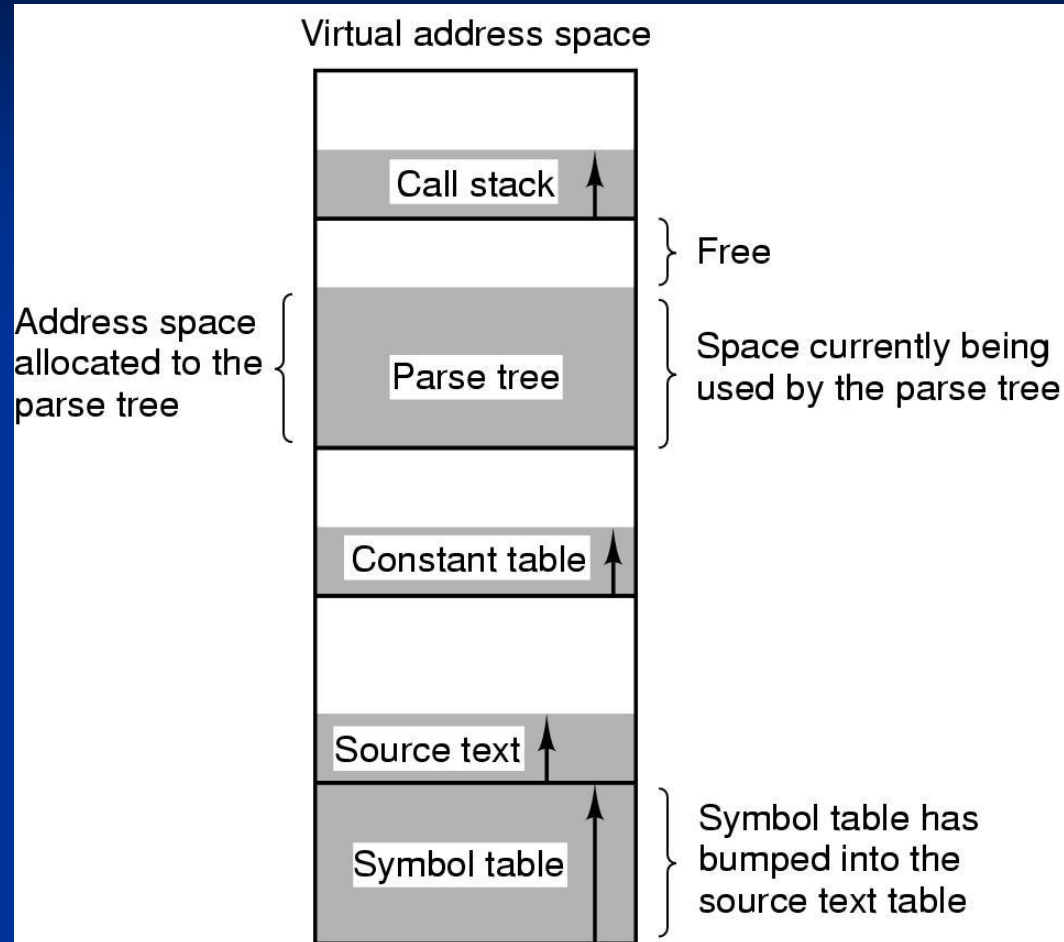 Virtual address space
Call stack
Free
Address space
allocated to the
parse tree
Parse tree
Space currently being
used by the parse tree
Constant table
Source text
Symbol table
Symbol table has
bumped into the
source text table